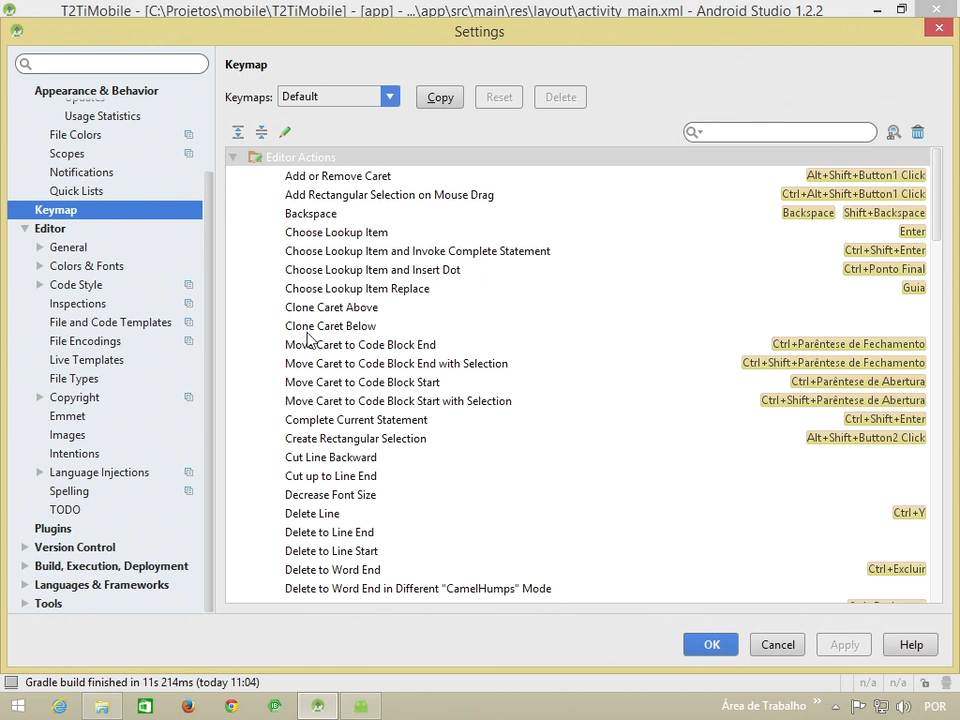 T2TiMobile - [C:\Projetos\mobile\T2TiMobile] - [app] - ...\app\src\main\res\layout\activity_main.xml - Android Studio 1.2.2
Settings
Appearance & Behavior
Updates
Usage Statistics
File Colors
Scopes
Notifications
Quick Lists
Keymap
Editor
General
Colors & Fonts
Code Style
Inspections
File and Code Templates
File Encodings
Live Templates
File Types
Copyright
Emmet
Images
Intentions
Language Injections
Spelling
TODO
Plugins
Version Control
Build, Execution, Deployment
Languages & Frameworks
Tools
Keymap
Keymaps: Default Copy Reset Delete
Editor Actions
Add or Remove Caret Alt+Shift+Button1 Click
Add Rectangular Selection on Mouse Drag Ctrl+Alt+Shift+Button1 Click
Backspace Backspace Shift+Backspace
Choose Lookup Item Enter
Choose Lookup Item and Invoke Complete Statement Ctrl+Shift+Enter
Choose Lookup Item and Insert Dot Ctrl+Ponto Final
Choose Lookup Item Replace Guia
Clone Caret Above
Clone Caret Below
Move Caret to Code Block End Ctrl+Parêntese de Fechamento
Move Caret to Code Block End with Selection Ctrl+Shift+Parêntese de Fechamento
Move Caret to Code Block Start Ctrl+Parêntese de Abertura
Move Caret to Code Block Start with Selection Ctrl+Shift+Parêntese de Abertura
Complete Current Statement Ctrl+Shift+Enter
Create Rectangular Selection Alt+Shift+Button2 Click
Cut Line Backward
Cut up to Line End
Decrease Font Size
Delete Line Ctrl+Y
Delete to Line End
Delete to Line Start
Delete to Word End Ctrl+Excluir
Delete to Word End in Different "CamelHumps" Mode
OK Cancel Apply Help
Gradle build finished in 11s 214ms (today 11:04) n/a n/a
Área de Trabalho » POR